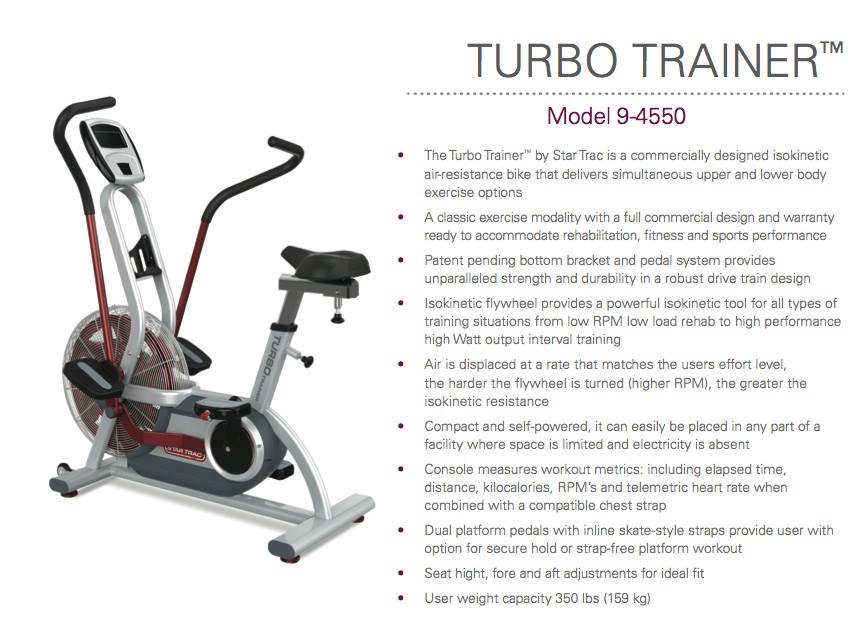 TURBO TRAINER™
Model 9-4550
• The Turbo Trainer™ by Star Trac is a commercially designed isokinetic
air-resistance bike that delivers simultaneous upper and lower body
exercise options
• A classic exercise modality with a full commercial design and warranty
ready to accommodate rehabilitation, fitness and sports performance
• Patent pending bottom bracket and pedal system provides
unparalleled strength and durability in a robust drive train design
• Isokinetic flywheel provides a powerful isokinetic tool for all types of
training situations from low RPM low load rehab to high performance
high Watt output interval training
• Air is displaced at a rate that matches the users effort level,
the harder the flywheel is turned (higher RPM), the greater the
isokinetic resistance
• Compact and self-powered, it can easily be placed in any part of a
facility where space is limited and electricity is absent
• Console measures workout metrics: including elapsed time,
distance, kilocalories, RPM's and telemetric heart rate when
combined with a compatible chest strap
• Dual platform pedals with inline skate-style straps provide user with
option for secure hold or strap-free platform workout
• Seat hight, fore and aft adjustments for ideal fit
• User weight capacity 350 lbs (159 kg)
TURBO TRAINER
STAR TRAC